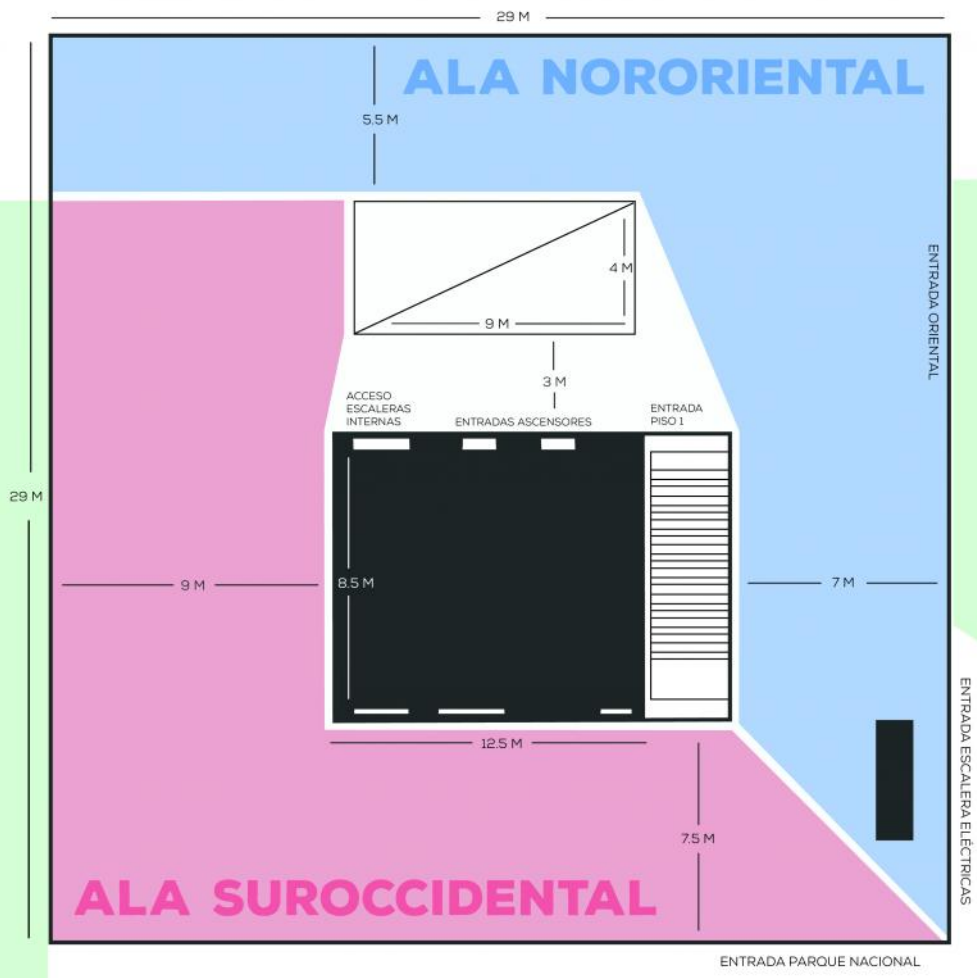 29 M
ALA NORORIENTAL
5.5 M
ENTRADA ORIENTAL
4 M
9 M
3 M
ACCESO
ESCALERAS
INTERNAS
ENTRADAS ASCENSORES
ENTRADA
PISO 1
29 M
9 M
8.5 M
7 M
ENTRADA ESCALERA ELÉCTRICAS
12.5 M
7.5 M
ALA SUROCCIDENTAL
ENTRADA PARQUE NACIONAL